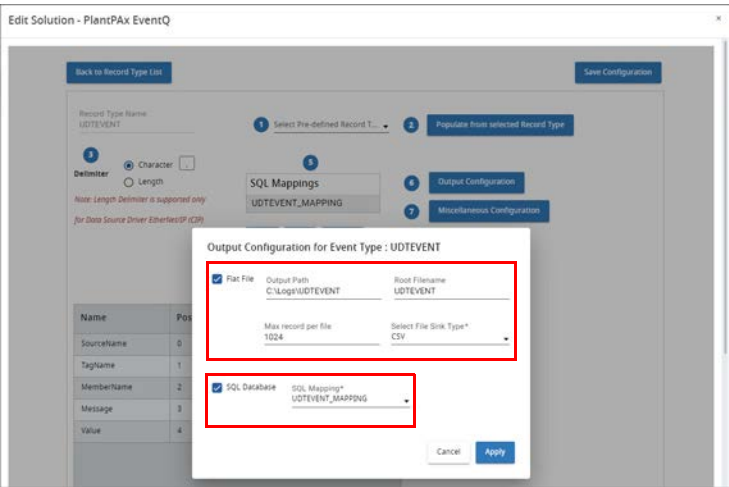 Edit Solution - PlantPAx EventQ
×
Back to Record Type List
Save Configuration
Record Type Name
UDTEVENT
1 Select Pre-defined Record T...
2 Populate from selected Record Type
3
Delimiter
Character ,
Length
Note: Length Delimiter is supported only
for Data Source Driver EtherNet/IP (CIP)
5
SQL Mappings
UDTEVENT_MAPPING
6 Output Configuration
7 Miscellaneous Configuration
Output Configuration for Event Type : UDTEVENT
Flat File
Output Path
C:\Logs\UDTEVENT
Root Filename
UDTEVENT
Max record per file
1024
Select File Sink Type*
CSV
SQL Database
SQL Mapping*
UDTEVENT_MAPPING
Cancel
Apply
Name Pos
SourceName 0
TagName 1
MemberName 2
Message 3
Value 4